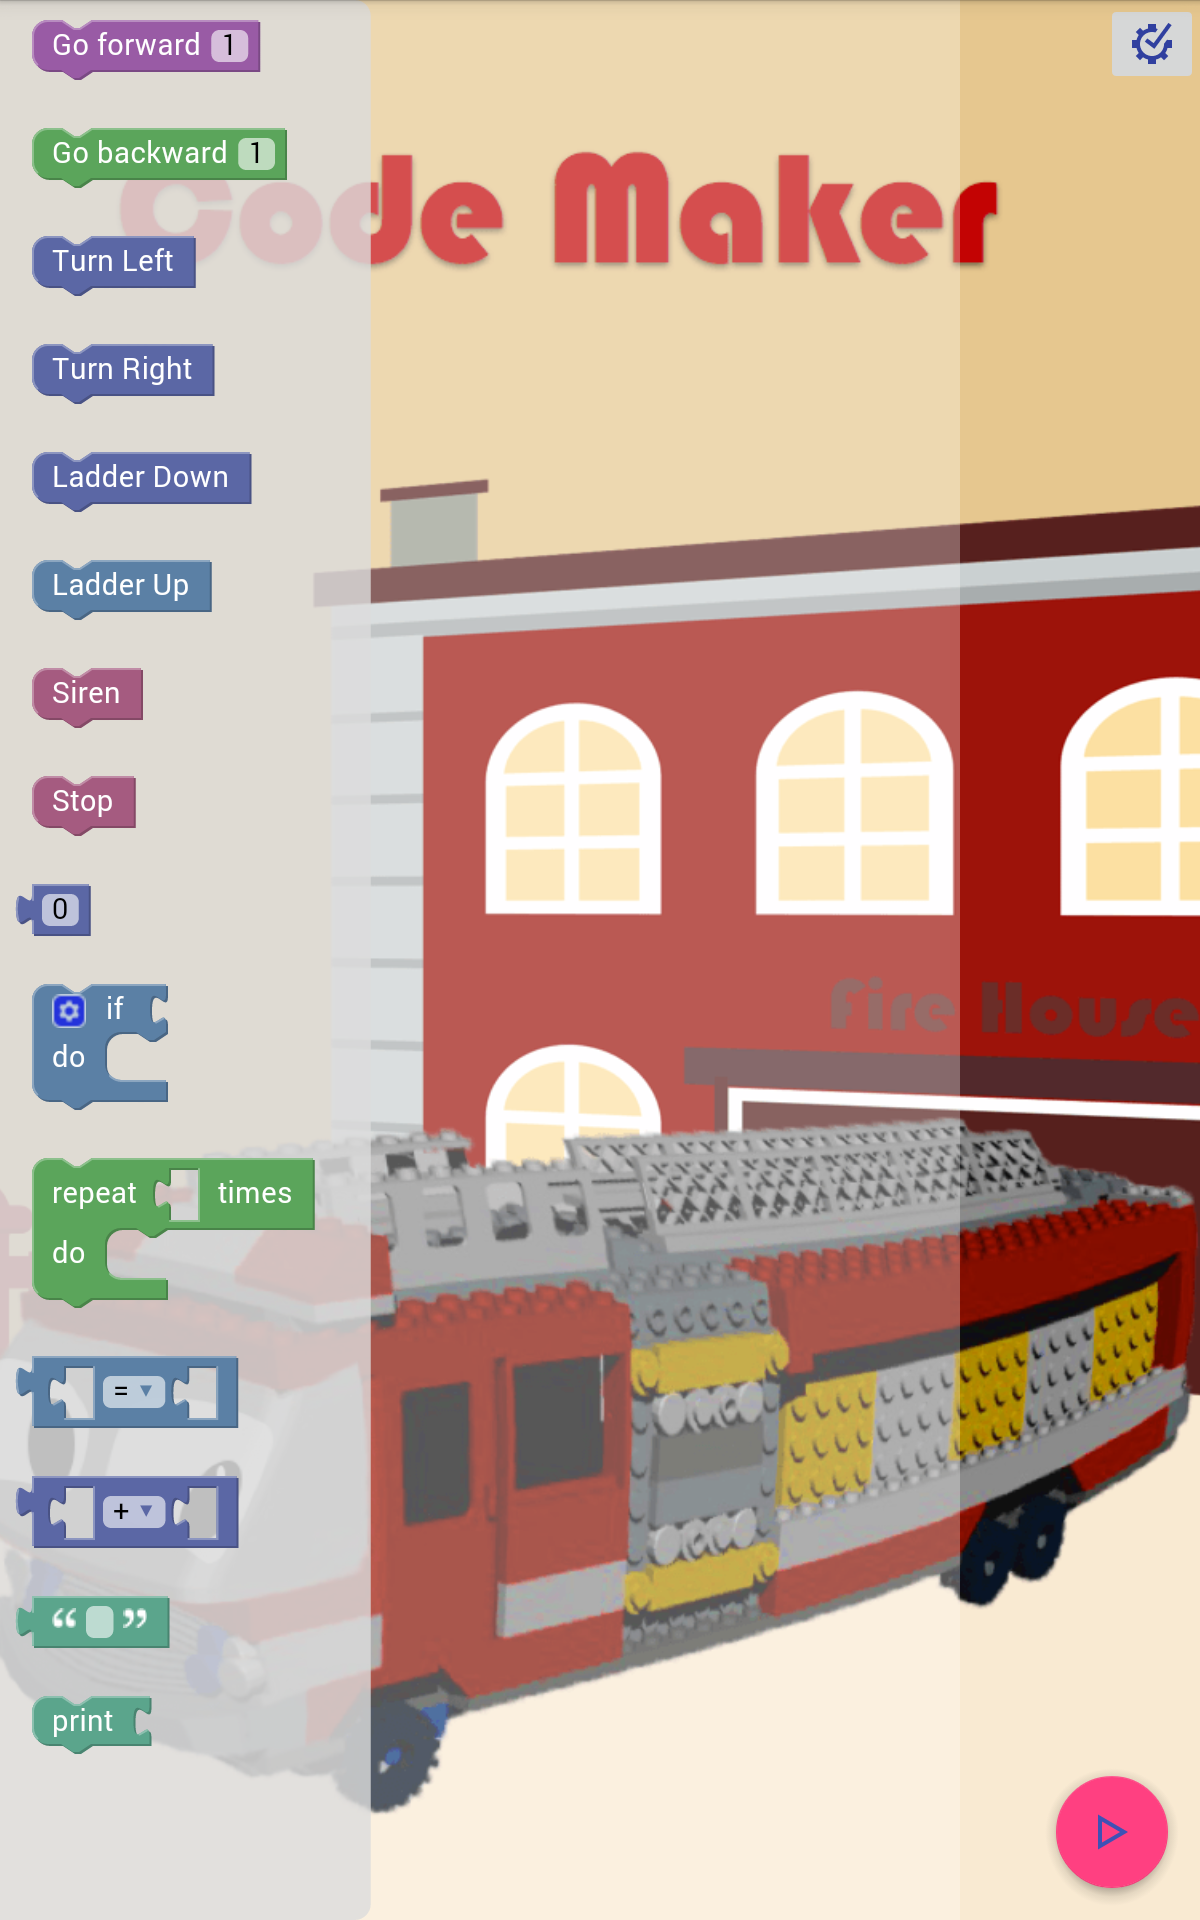 Go forward 1
Go backward 1
Code Maker
Turn Left
Turn Right
Ladder Down
Ladder Up
Siren
Stop
0
if
do
Fire House
repeat times
do
= ▼
+ ▼
“ ”
print